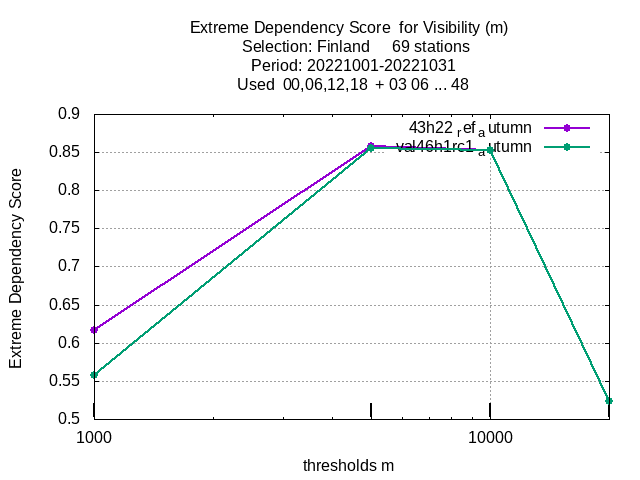 Extreme Dependency Score  for Visibility (m)
Selection: Finland     69 stations
Period: 20221001-20221031
Used  00,06,12,18  + 03 06 ... 48
43h22_ref_autumn
val46h1rc1_autumn
Extreme Dependency Score
0.9
0.85
0.8
0.75
0.7
0.65
0.6
0.55
0.5
1000
10000
thresholds m